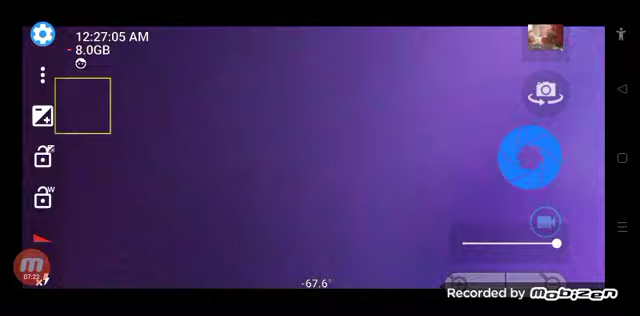 12:27:05 AM
8.0GB
W
07:22
-67.6°
Recorded by mobizen